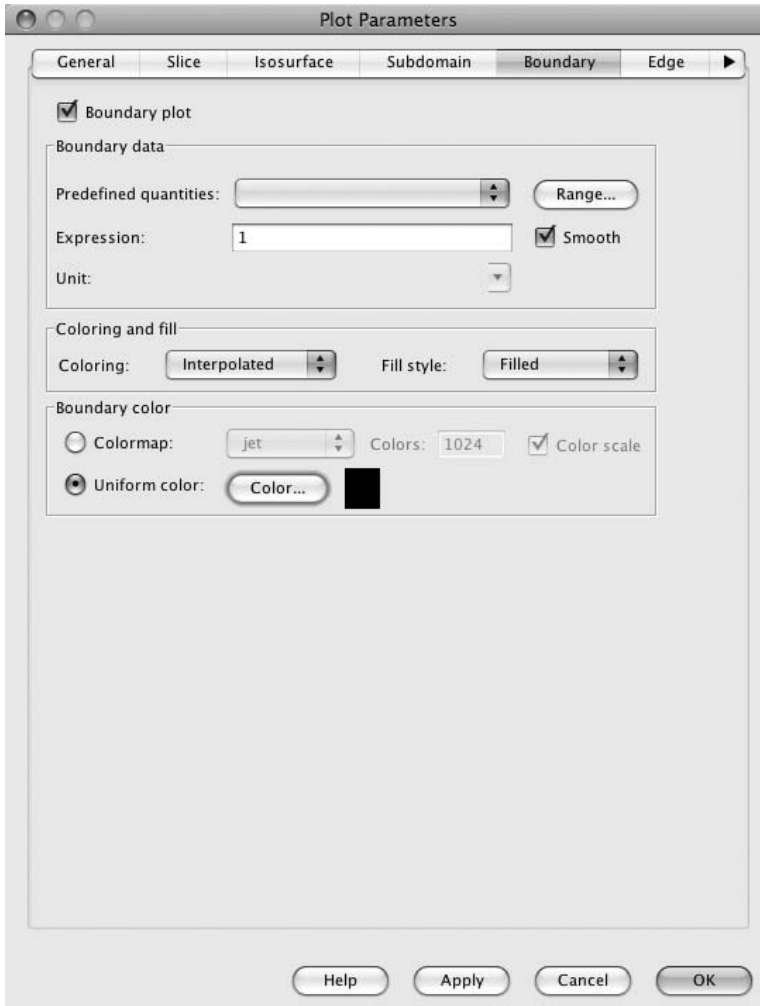 Plot Parameters
General Slice Isosurface Subdomain Boundary Edge
Boundary plot
Boundary data
Predefined quantities: Range...
Expression: 1 Smooth
Unit:
Coloring and fill
Coloring: Interpolated Fill style: Filled
Boundary color
Colormap: jet Colors: 1024 Color scale
Uniform color: Color...
Help Apply Cancel OK